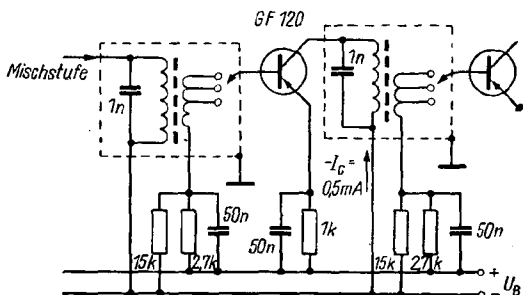 GF 120
Mischstufe
1n
1n
-I_C =
0,5mA
50n
50n
1k
50n
15k
2,7k
15k
2,7k
+
U_B
−